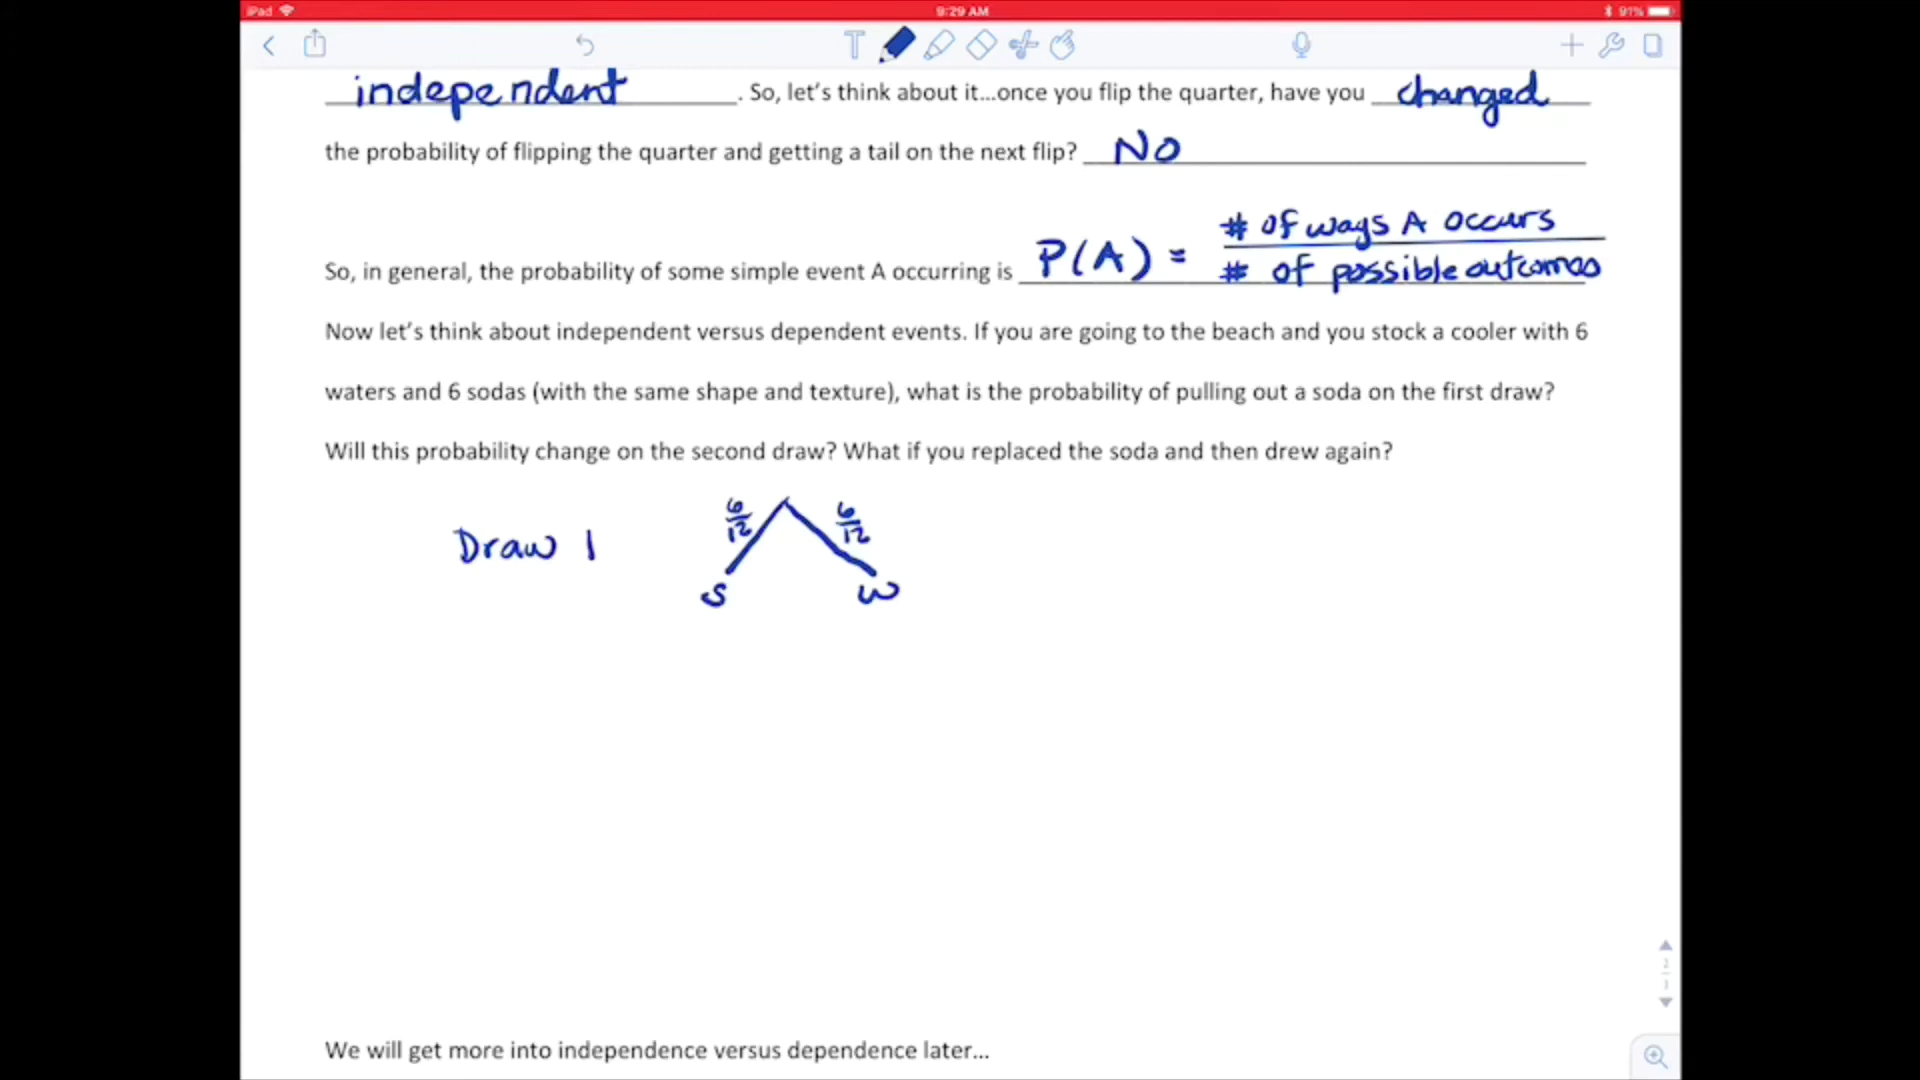 iPad 9:29 AM 91%
T
independent. So, let's think about it...once you flip the quarter, have you changed
the probability of flipping the quarter and getting a tail on the next flip? No
# of ways A occurs
So, in general, the probability of some simple event A occurring is P(A) =
# of possible outcomes
Now let's think about independent versus dependent events. If you are going to the beach and you stock a cooler with 6
waters and 6 sodas (with the same shape and texture), what is the probability of pulling out a soda on the first draw?
Will this probability change on the second draw? What if you replaced the soda and then drew again?
6/12 6/12
Draw 1
S W
We will get more into independence versus dependence later...